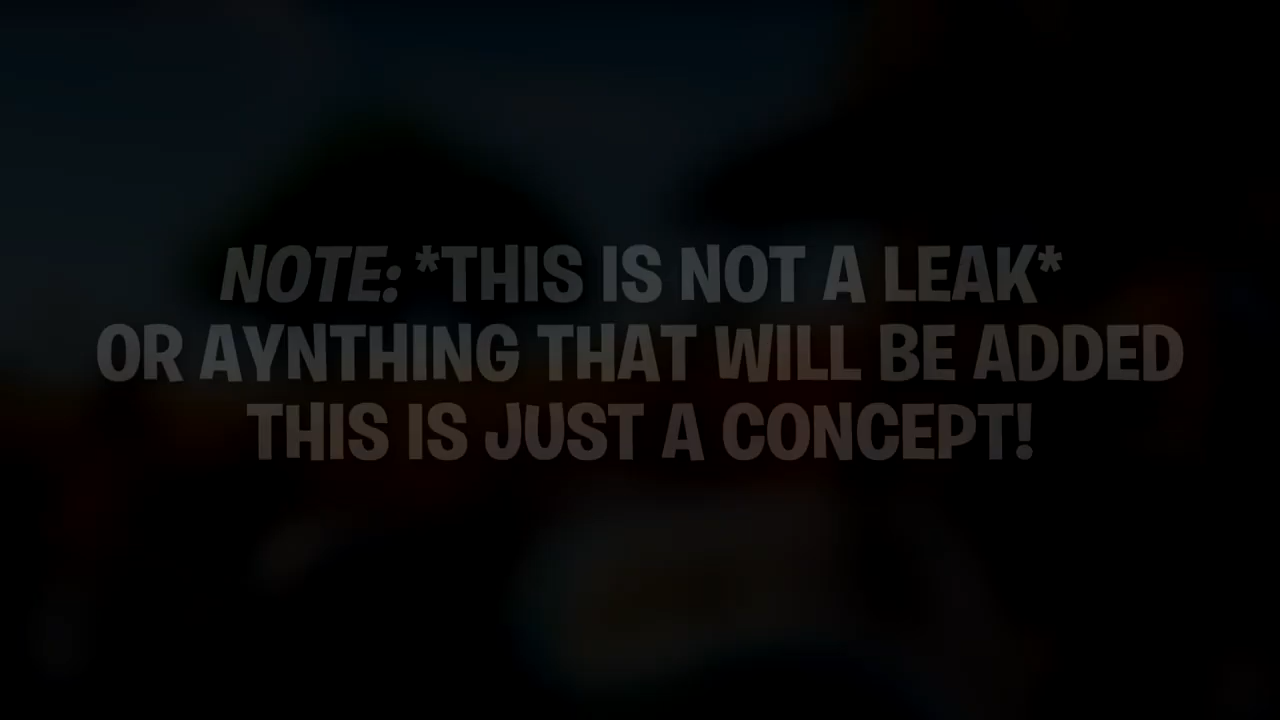 NOTE: *THIS IS NOT A LEAK*
OR AYNTHING THAT WILL BE ADDED
THIS IS JUST A CONCEPT!